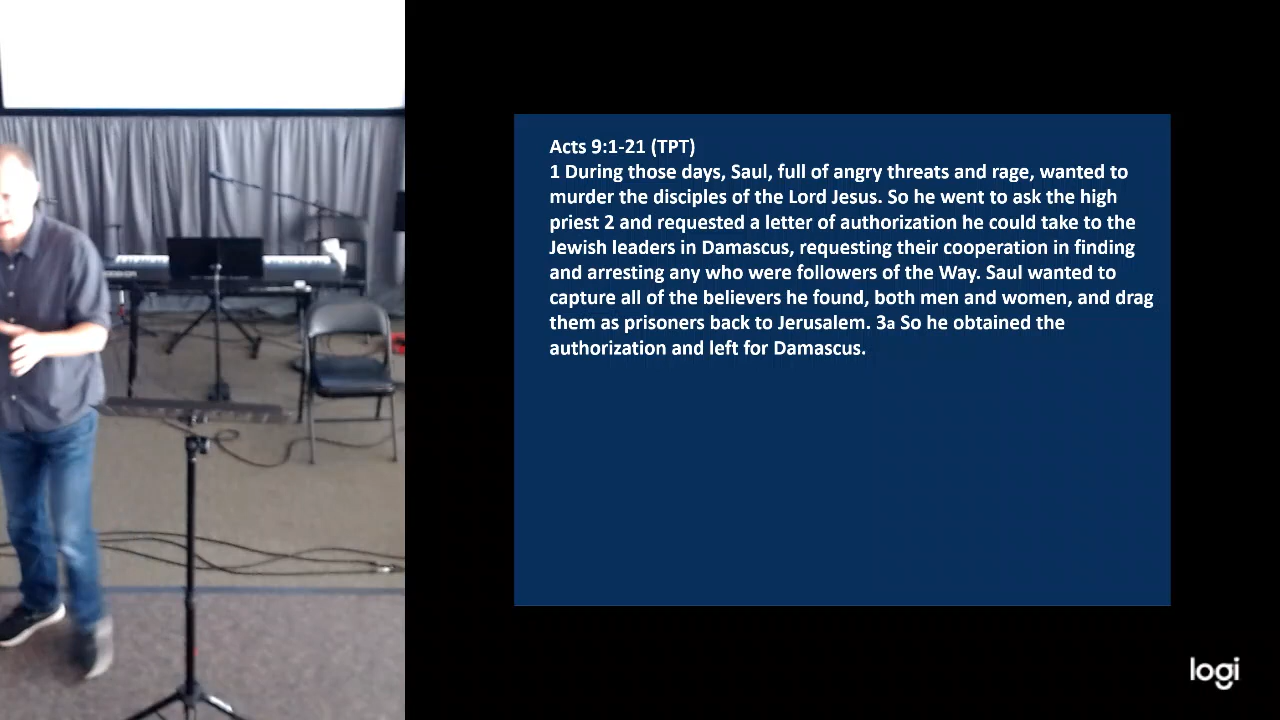 Acts 9:1-21 (TPT)
1 During those days, Saul, full of angry threats and rage, wanted to
murder the disciples of the Lord Jesus. So he went to ask the high
priest 2 and requested a letter of authorization he could take to the
Jewish leaders in Damascus, requesting their cooperation in finding
and arresting any who were followers of the Way. Saul wanted to
capture all of the believers he found, both men and women, and drag
them as prisoners back to Jerusalem. 3a So he obtained the
authorization and left for Damascus.
logi